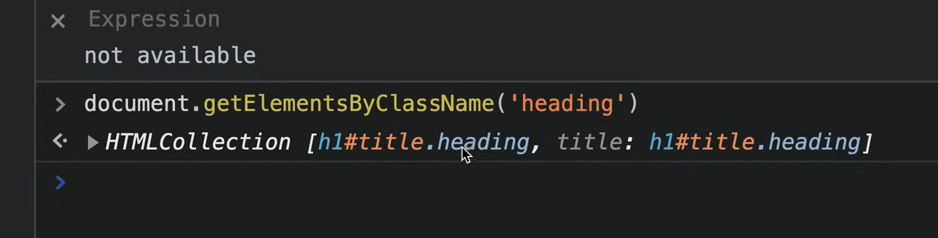 Expression
not available
document.getElementsByClassName('heading')
HTMLCollection [h1#title.heading, title: h1#title.heading]